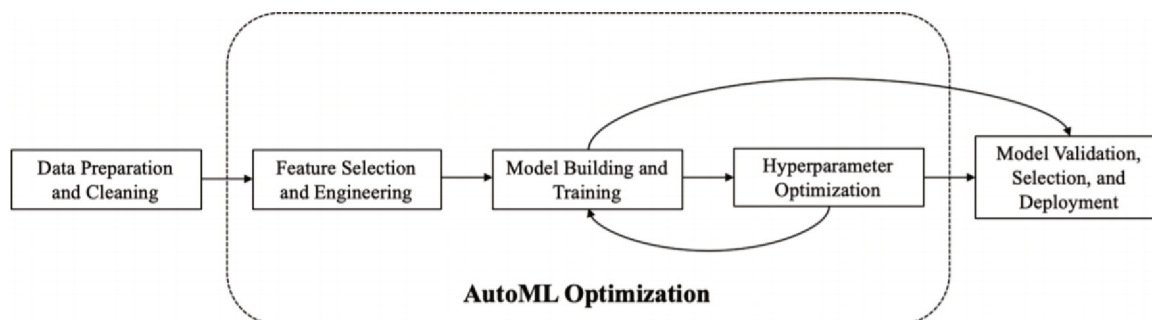 Data Preparation
and Cleaning
Feature Selection
and Engineering
Model Building and
Training
Hyperparameter
Optimization
Model Validation,
Selection, and
Deployment
AutoML Optimization